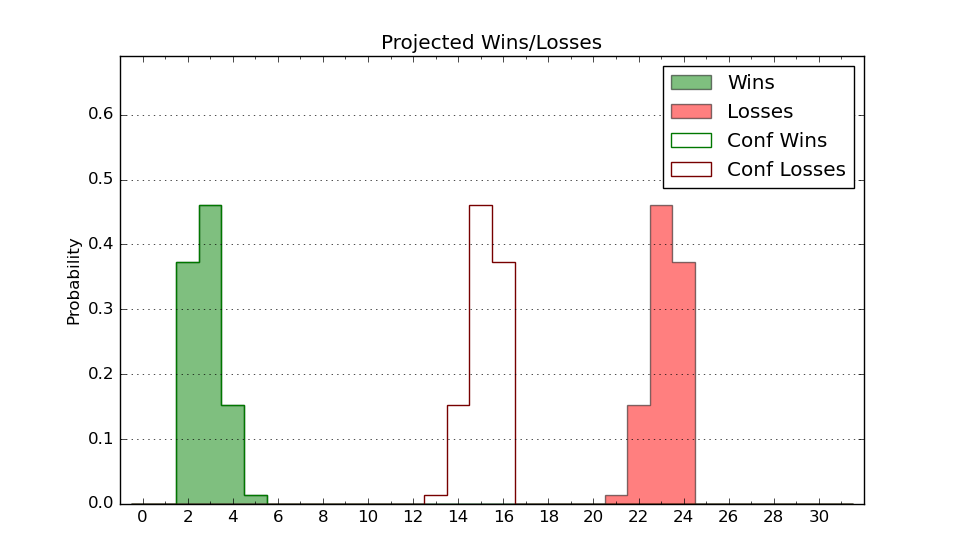 Projected Wins/Losses
Wins
Losses
Conf Wins
Conf Losses
Probability
0.6
0.5
0.4
0.3
0.2
0.1
0.0
0 2 4 6 8 10 12 14 16 18 20 22 24 26 28 30